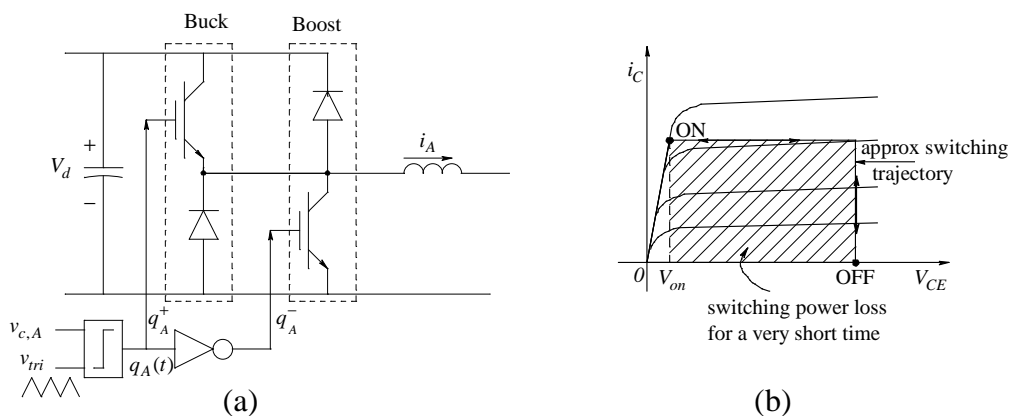 Buck
Boost
+
V_d
−
i_A
q_A^+
q_A^−
v_{c,A}
v_{tri}
q_A(t)
(a)
i_C
ON
approx switching
trajectory
0
V_{on}
OFF
V_{CE}
switching power loss
for a very short time
(b)